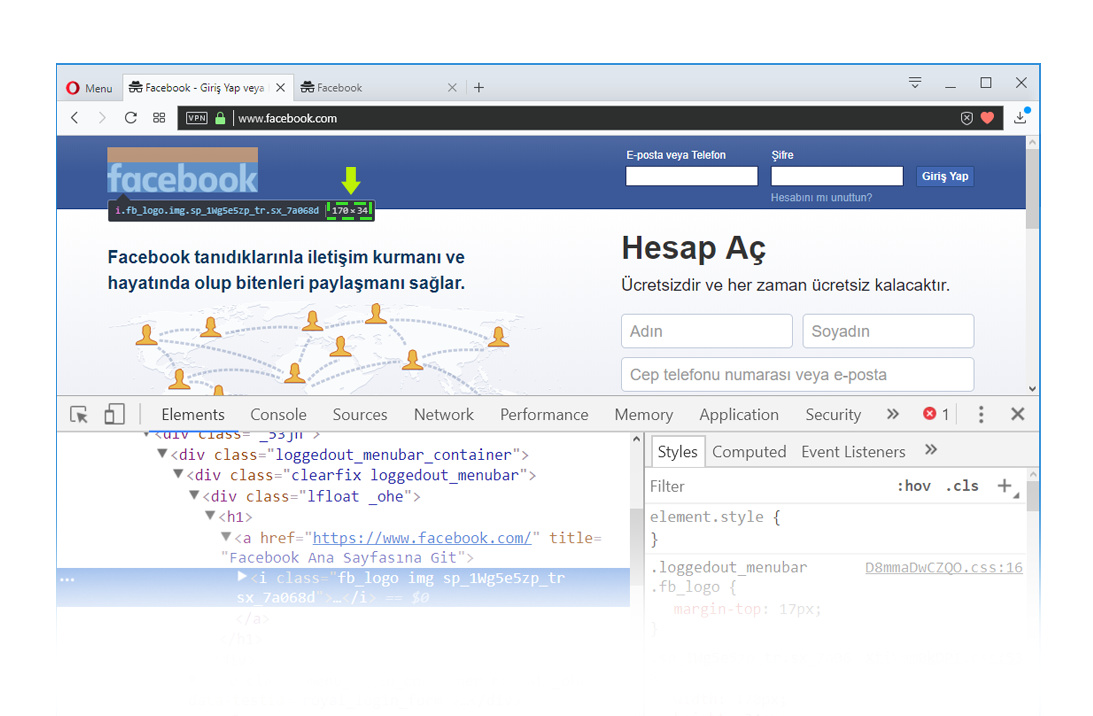 Menu
Facebook - Giriş Yap veya
Facebook
VPN
www.facebook.com
facebook
E-posta veya Telefon
Şifre
Giriş Yap
Hesabını mı unuttun?
i.fb_logo.img.sp_1Wg5e5zp_tr.sx_7a068d
170 × 34
Facebook tanıdıklarınla iletişim kurmanı ve
hayatında olup bitenleri paylaşmanı sağlar.
Hesap Aç
Ücretsizdir ve her zaman ücretsiz kalacaktır.
Adın
Soyadın
Cep telefonu numarası veya e-posta
Elements
Console
Sources
Network
Performance
Memory
Application
Security
1
<div class="_53jh">
<div class="loggedout_menubar_container">
<div class="clearfix loggedout_menubar">
<div class="lfloat _ohe">
<h1>
<a href="https://www.facebook.com/" title=
"Facebook Ana Sayfasına Git">
<i class="fb_logo img sp_1Wg5e5zp_tr
sx_7a068d">…</i> == $0
</a>
Styles
Computed
Event Listeners
Filter
:hov
.cls
element.style {
}
.loggedout_menubar
D8mmaDwCZQO.css:16
.fb_logo {
margin-top: 17px;
}